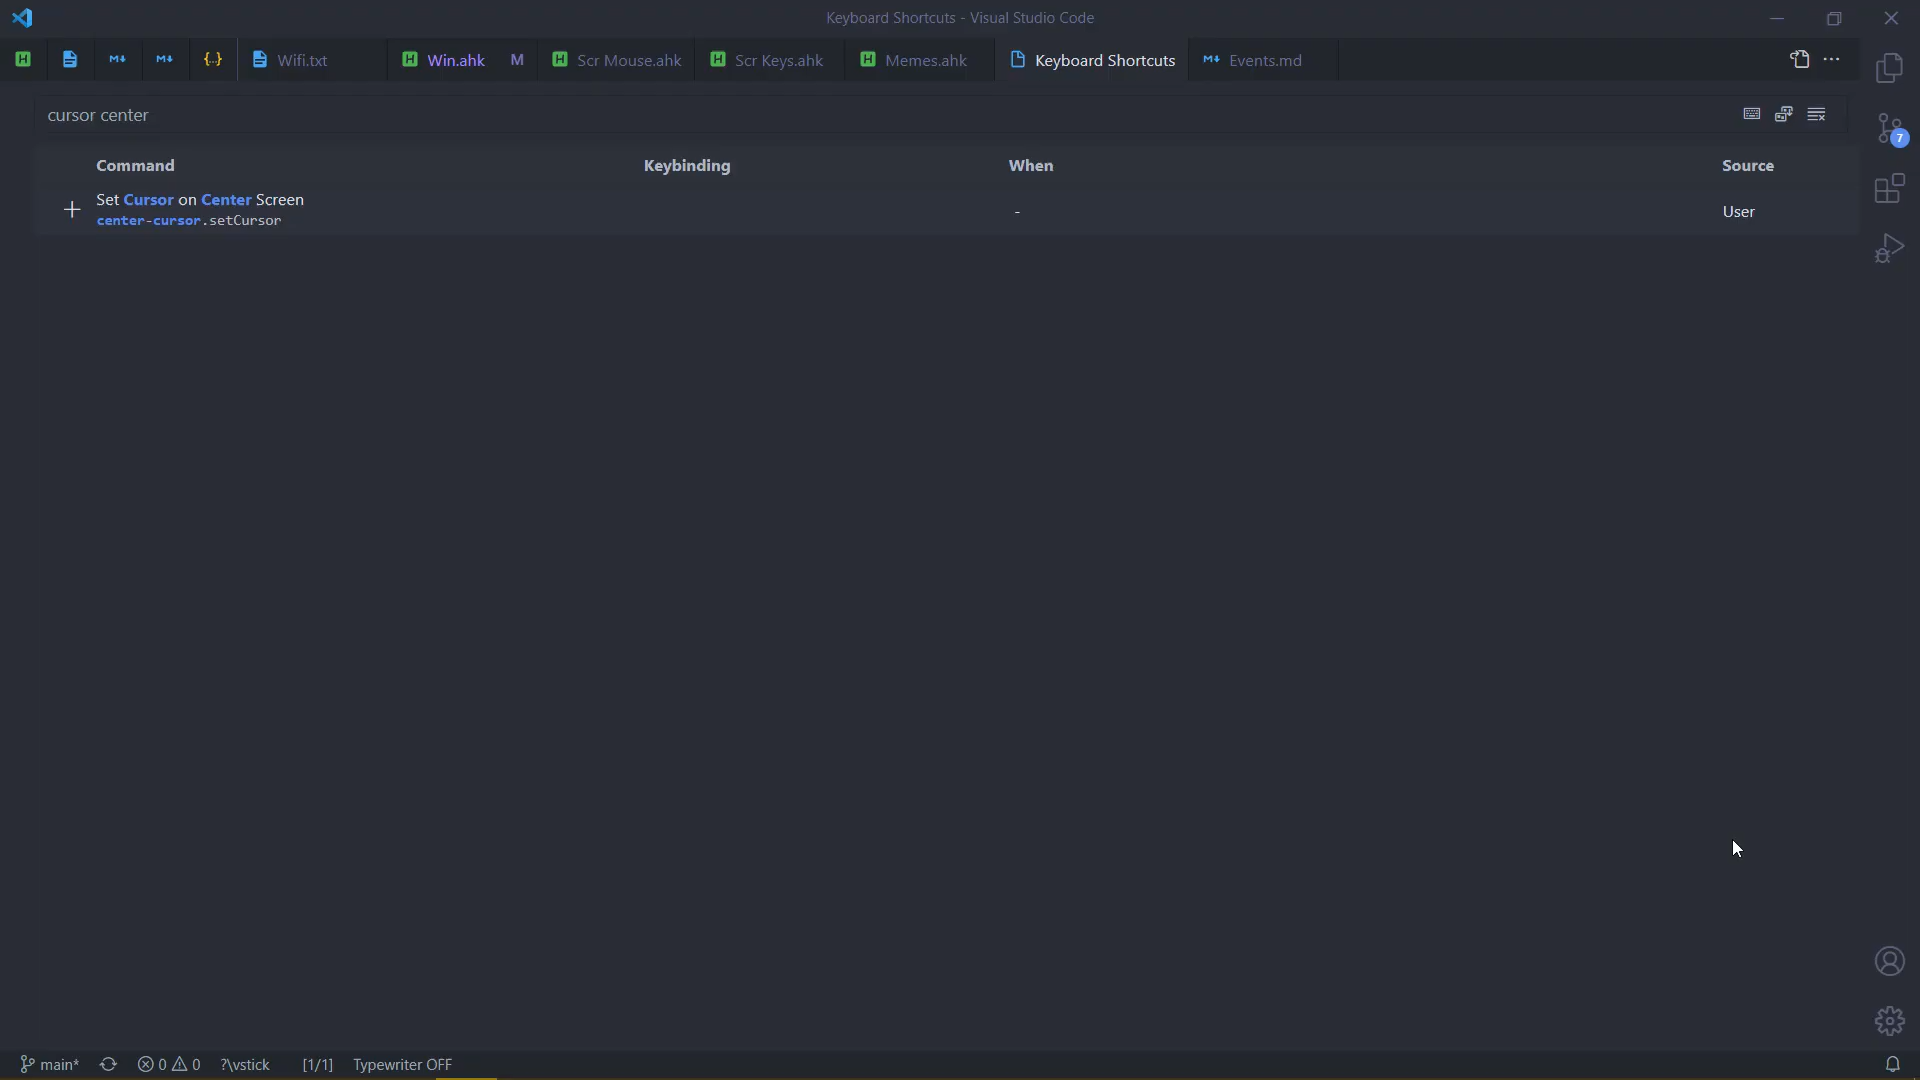 Keyboard Shortcuts - Visual Studio Code
Wifi.txt
Win.ahk M
Scr Mouse.ahk
Scr Keys.ahk
Memes.ahk
Keyboard Shortcuts
Events.md
cursor center
7
Command Keybinding When Source
Set Cursor on Center Screen
center-cursor.setCursor
- User
main* 0 0 ?\vstick [1/1] Typewriter OFF